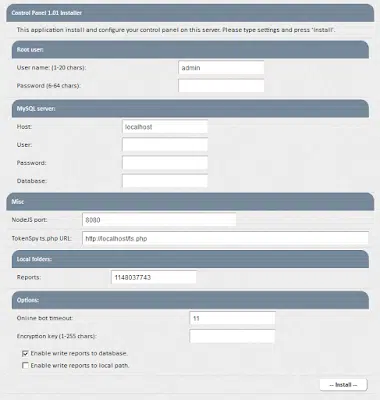 Control Panel 1.01 Installer
This application install and configure your control panel on this server. Please type settings and press 'Install'.
Root user:
User name: (1-20 chars): admin
Password (6-64 chars):
MySQL server:
Host: localhost
User:
Password:
Database:
Misc
NodeJS port: 8080
TokenSpy ts.php URL: http://localhost/ts.php
Local folders:
Reports: 1148037743
Options:
Online bot timeout: 11
Encryption key (1-255 chars):
Enable write reports to database.
Enable write reports to local path.
-- Install --